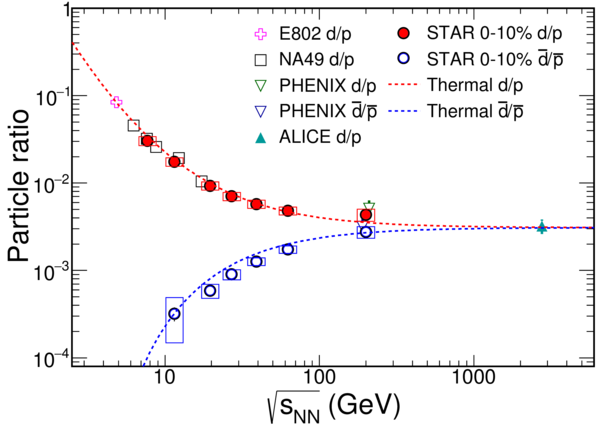 E802 d/p
NA49 d/p
PHENIX d/p
PHENIX d̅/p̅
ALICE d/p
STAR 0-10% d/p
STAR 0-10% d̅/p̅
Thermal d/p
Thermal d̅/p̅
Particle ratio
1
10⁻¹
10⁻²
10⁻³
10⁻⁴
10
100
1000
√sNN (GeV)